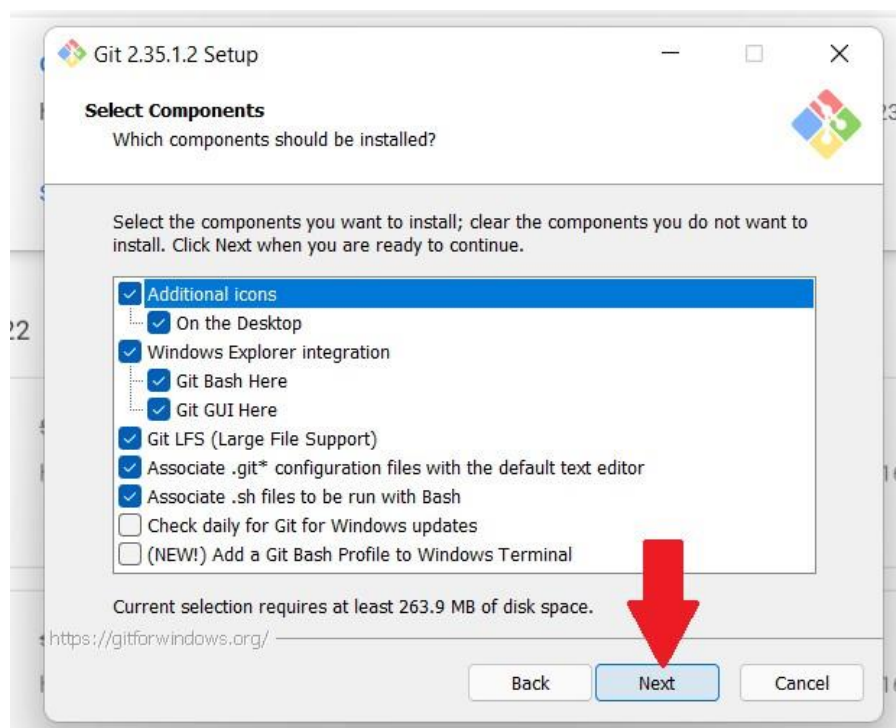 Git 2.35.1.2 Setup
Select Components
Which components should be installed?
Select the components you want to install; clear the components you do not want to
install. Click Next when you are ready to continue.
Additional icons
On the Desktop
Windows Explorer integration
Git Bash Here
Git GUI Here
Git LFS (Large File Support)
Associate .git* configuration files with the default text editor
Associate .sh files to be run with Bash
Check daily for Git for Windows updates
(NEW!) Add a Git Bash Profile to Windows Terminal
Current selection requires at least 263.9 MB of disk space.
https://gitforwindows.org/
Back Next Cancel